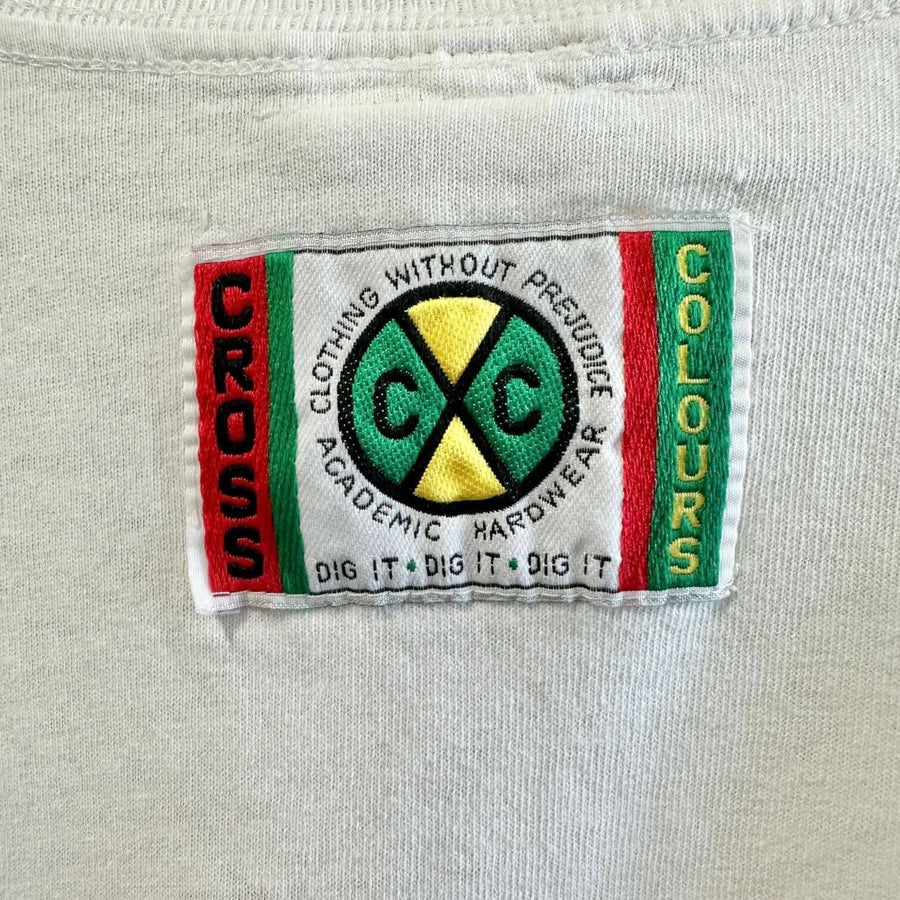 CROSS
CLOTHING WITHOUT PREJUDICE
C C
ACADEMIC HARDWEAR
DIG IT • DIG IT • DIG IT
COLOURS